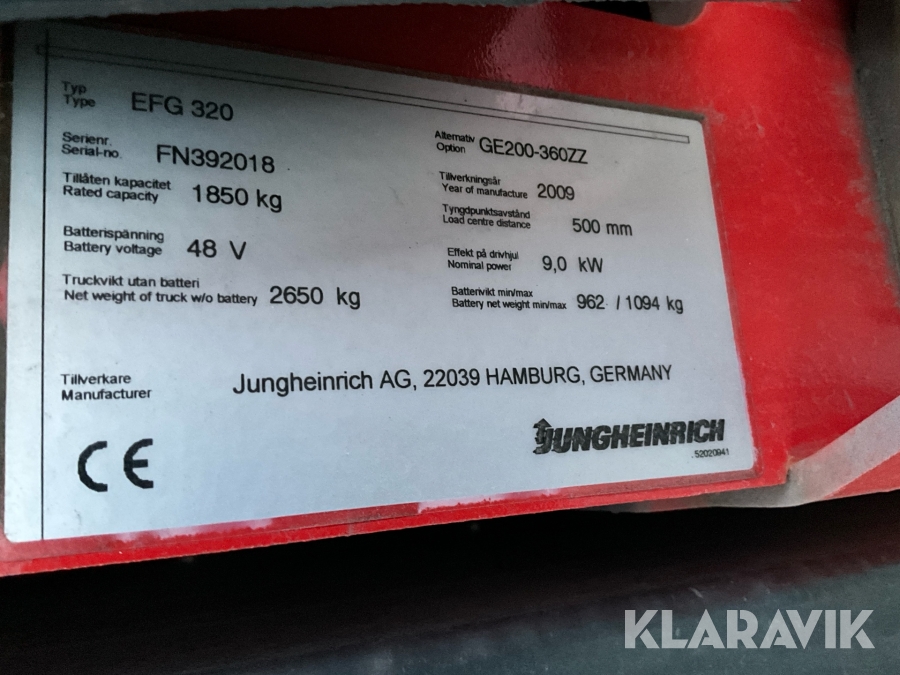 Typ
Type EFG 320
Serienr.
Serial-no. FN392018
Alternativ
Option GE200-360ZZ
Tillåten kapacitet
Rated capacity 1850 kg
Tillverkningsår
Year of manufacture 2009
Batterispänning
Battery voltage 48 V
Tyngdpunktsavstånd
Load centre distance 500 mm
Truckvikt utan batteri
Net weight of truck w/o battery 2650 kg
Effekt på drivhjul
Nominal power 9,0 kW
Batterivikt min/max
Battery net weight min/max 962 / 1094 kg
Tillverkare
Manufacturer Jungheinrich AG, 22039 HAMBURG, GERMANY
CE
JUNGHEINRICH
52020941
KLARAVIK